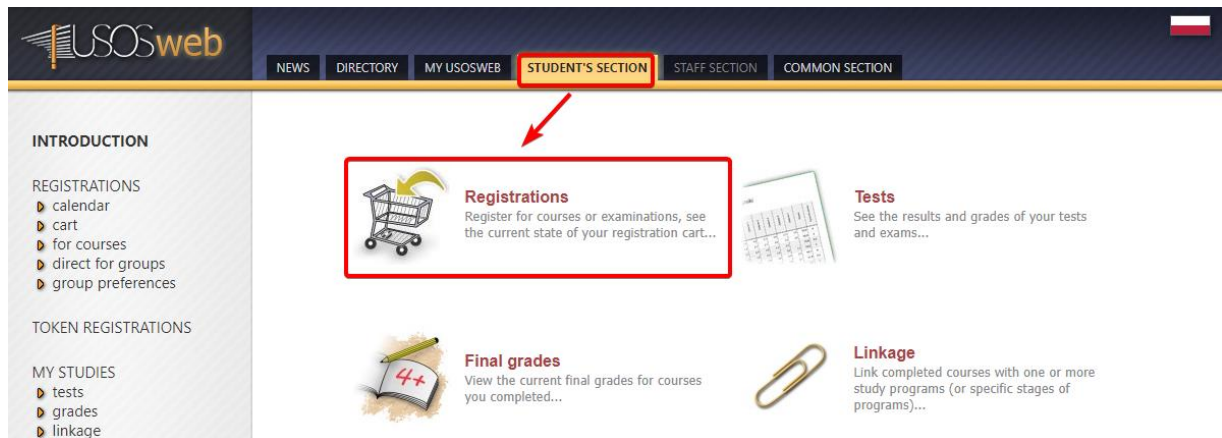 USOSweb
NEWS DIRECTORY MY USOSWEB STUDENT'S SECTION STAFF SECTION COMMON SECTION
INTRODUCTION
REGISTRATIONS
calendar
cart
for courses
direct for groups
group preferences
TOKEN REGISTRATIONS
MY STUDIES
tests
grades
linkage
Registrations
Register for courses or examinations, see
the current state of your registration cart...
Tests
See the results and grades of your tests
and exams...
Final grades
View the current final grades for courses
you completed...
4+
Linkage
Link completed courses with one or more
study programs (or specific stages of
programs)...